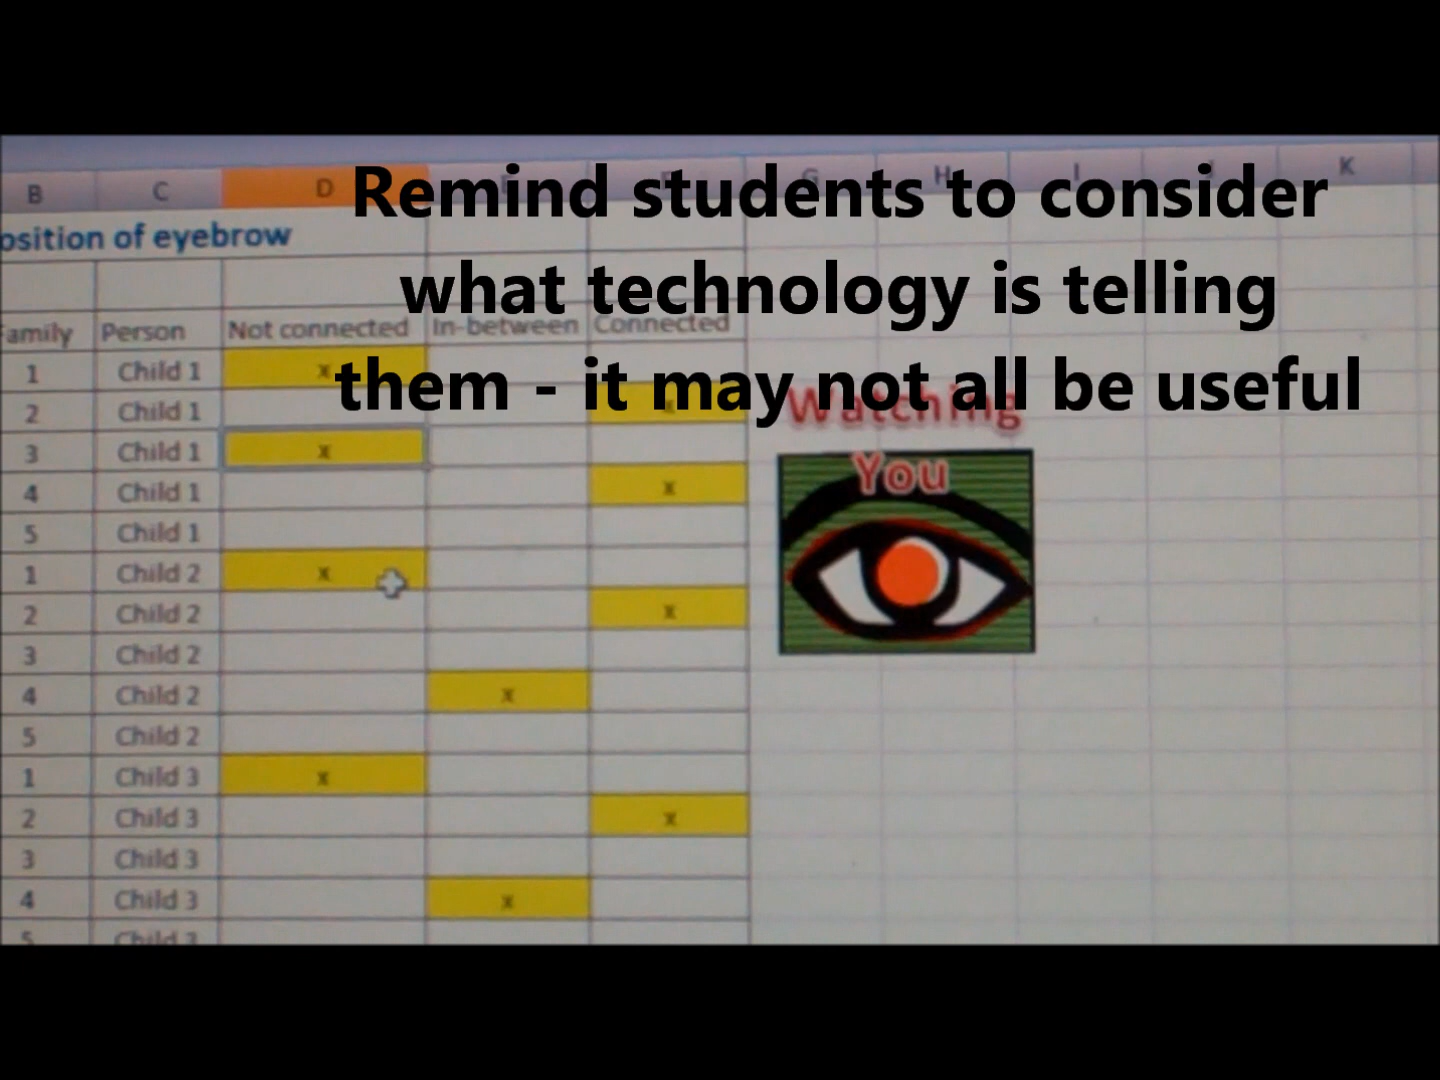 B C D E F G H I J K
Remind students to consider
what technology is telling
them - it may not all be useful
osition of eyebrow
amily Person Not connected In-between Connected
1 Child 1 x
2 Child 1
3 Child 1 x
4 Child 1 x
5 Child 1
1 Child 2 x
2 Child 2 x
3 Child 2
4 Child 2 x
5 Child 2
1 Child 3 x
2 Child 3 x
3 Child 3
4 Child 3 x
5 Child 3
Watching
You